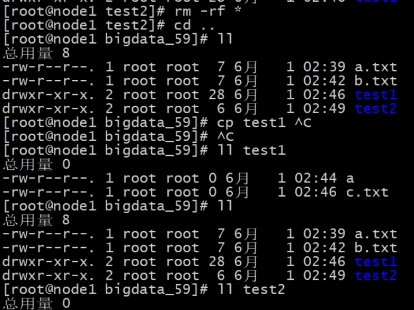 [root@node1 test2]# rm -rf *
[root@node1 test2]# cd ..
[root@node1 bigdata_59]# ll
总用量 8
-rw-r--r--. 1 root root  7 6月   1 02:39 a.txt
-rw-r--r--. 1 root root  7 6月   1 02:42 b.txt
drwxr-xr-x. 2 root root 28 6月   1 02:46 test1
drwxr-xr-x. 2 root root  6 6月   1 02:49 test2
[root@node1 bigdata_59]# cp test1 ^C
[root@node1 bigdata_59]# ^C
[root@node1 bigdata_59]# ll test1
总用量 0
-rw-r--r--. 1 root root 0 6月   1 02:44 a
-rw-r--r--. 1 root root 0 6月   1 02:46 c.txt
[root@node1 bigdata_59]# ll
总用量 8
-rw-r--r--. 1 root root  7 6月   1 02:39 a.txt
-rw-r--r--. 1 root root  7 6月   1 02:42 b.txt
drwxr-xr-x. 2 root root 28 6月   1 02:46 test1
drwxr-xr-x. 2 root root  6 6月   1 02:49 test2
[root@node1 bigdata_59]# ll test2
总用量 0